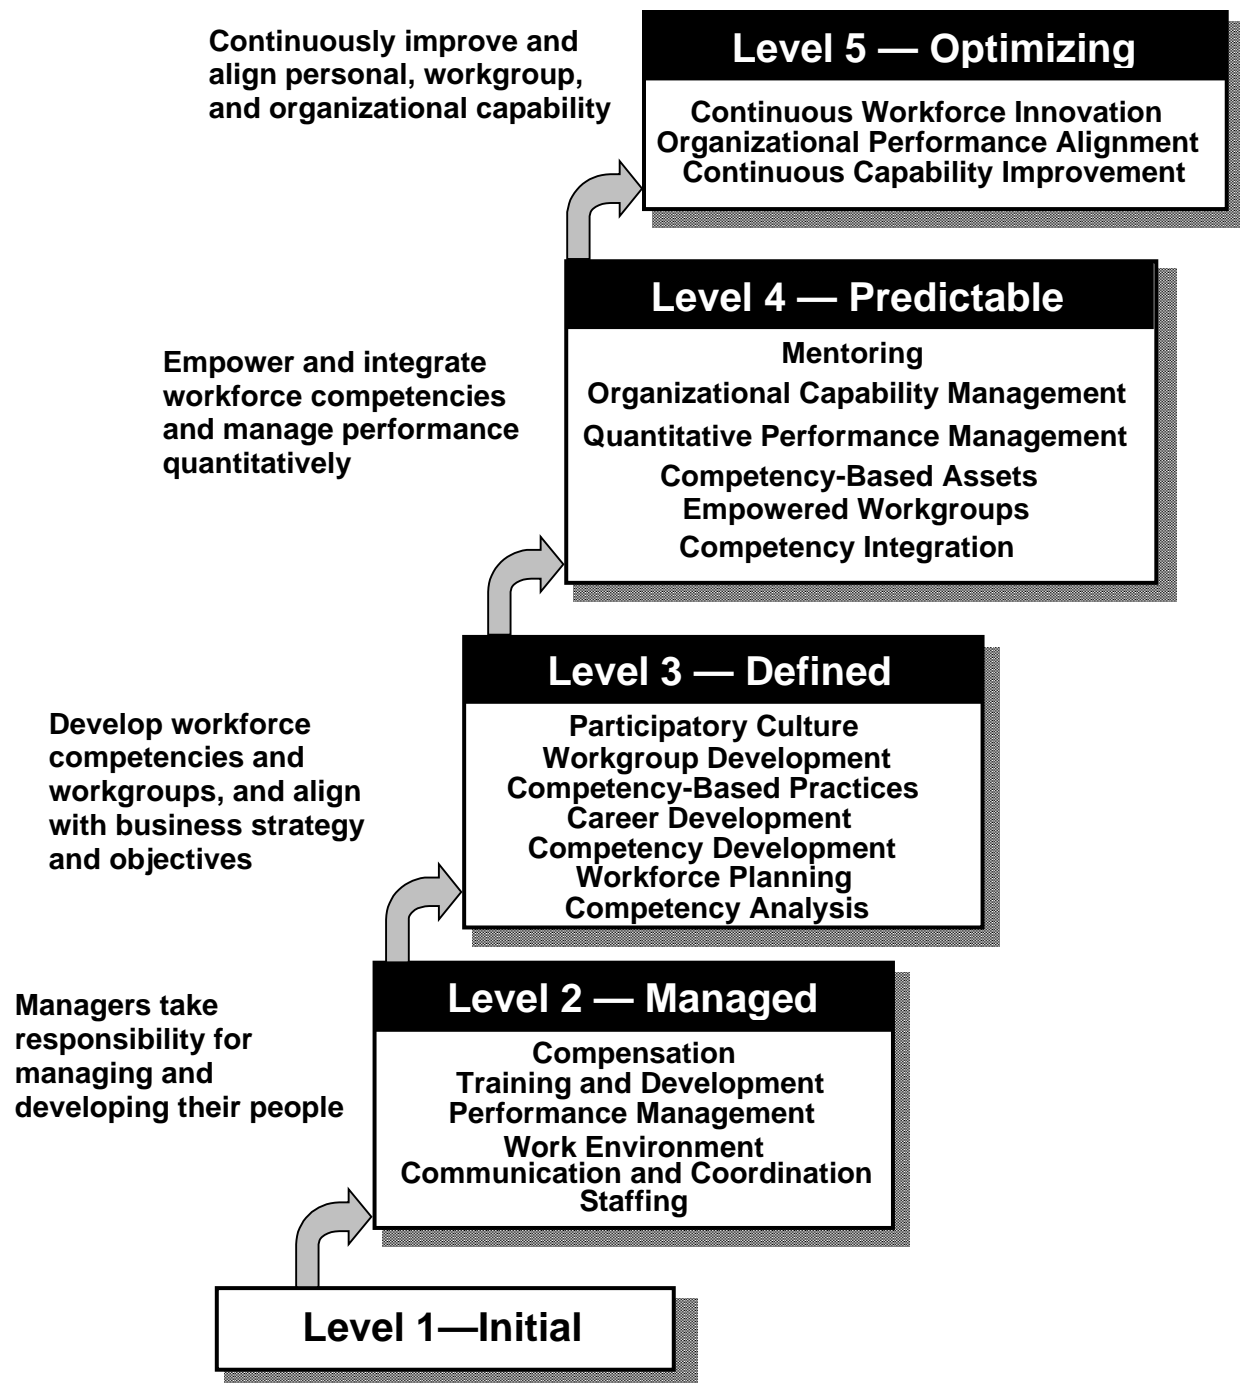 Continuously improve and
align personal, workgroup,
and organizational capability
Level 5 — Optimizing
Continuous Workforce Innovation
Organizational Performance Alignment
Continuous Capability Improvement
Empower and integrate
workforce competencies
and manage performance
quantitatively
Level 4 — Predictable
Mentoring
Organizational Capability Management
Quantitative Performance Management
Competency-Based Assets
Empowered Workgroups
Competency Integration
Develop workforce
competencies and
workgroups, and align
with business strategy
and objectives
Level 3 — Defined
Participatory Culture
Workgroup Development
Competency-Based Practices
Career Development
Competency Development
Workforce Planning
Competency Analysis
Managers take
responsibility for
managing and
developing their people
Level 2 — Managed
Compensation
Training and Development
Performance Management
Work Environment
Communication and Coordination
Staffing
Level 1—Initial